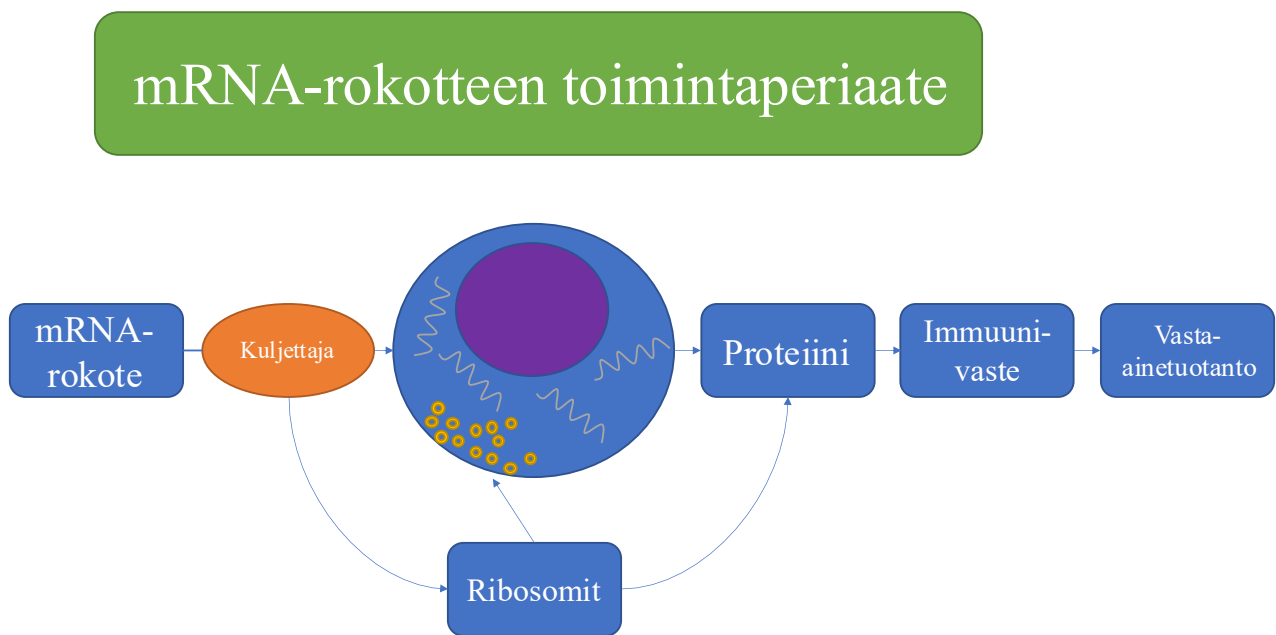 mRNA-rokotteen toimintaperiaate
mRNA-
rokote
Kuljettaja
Proteiini
Immuuni-
vaste
Vasta-
ainetuotanto
Ribosomit